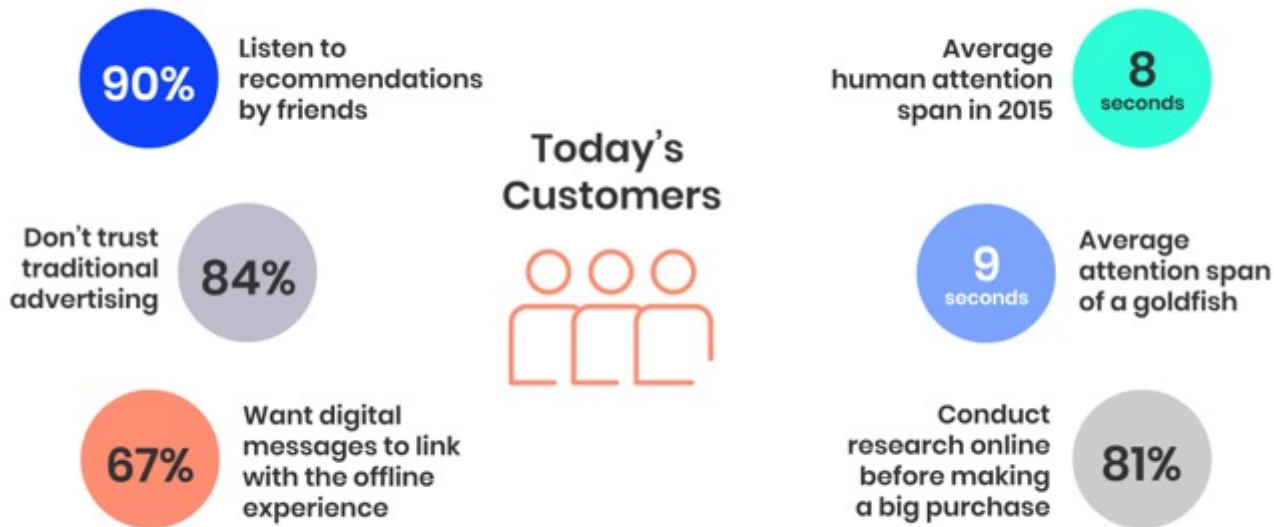 90%
Listen to
recommendations
by friends
Don't trust
traditional
advertising
84%
67%
Want digital
messages to link
with the offline
experience
Today's
Customers
Average
human attention
span in 2015
8
seconds
9
seconds
Average
attention span
of a goldfish
Conduct
research online
before making
a big purchase
81%